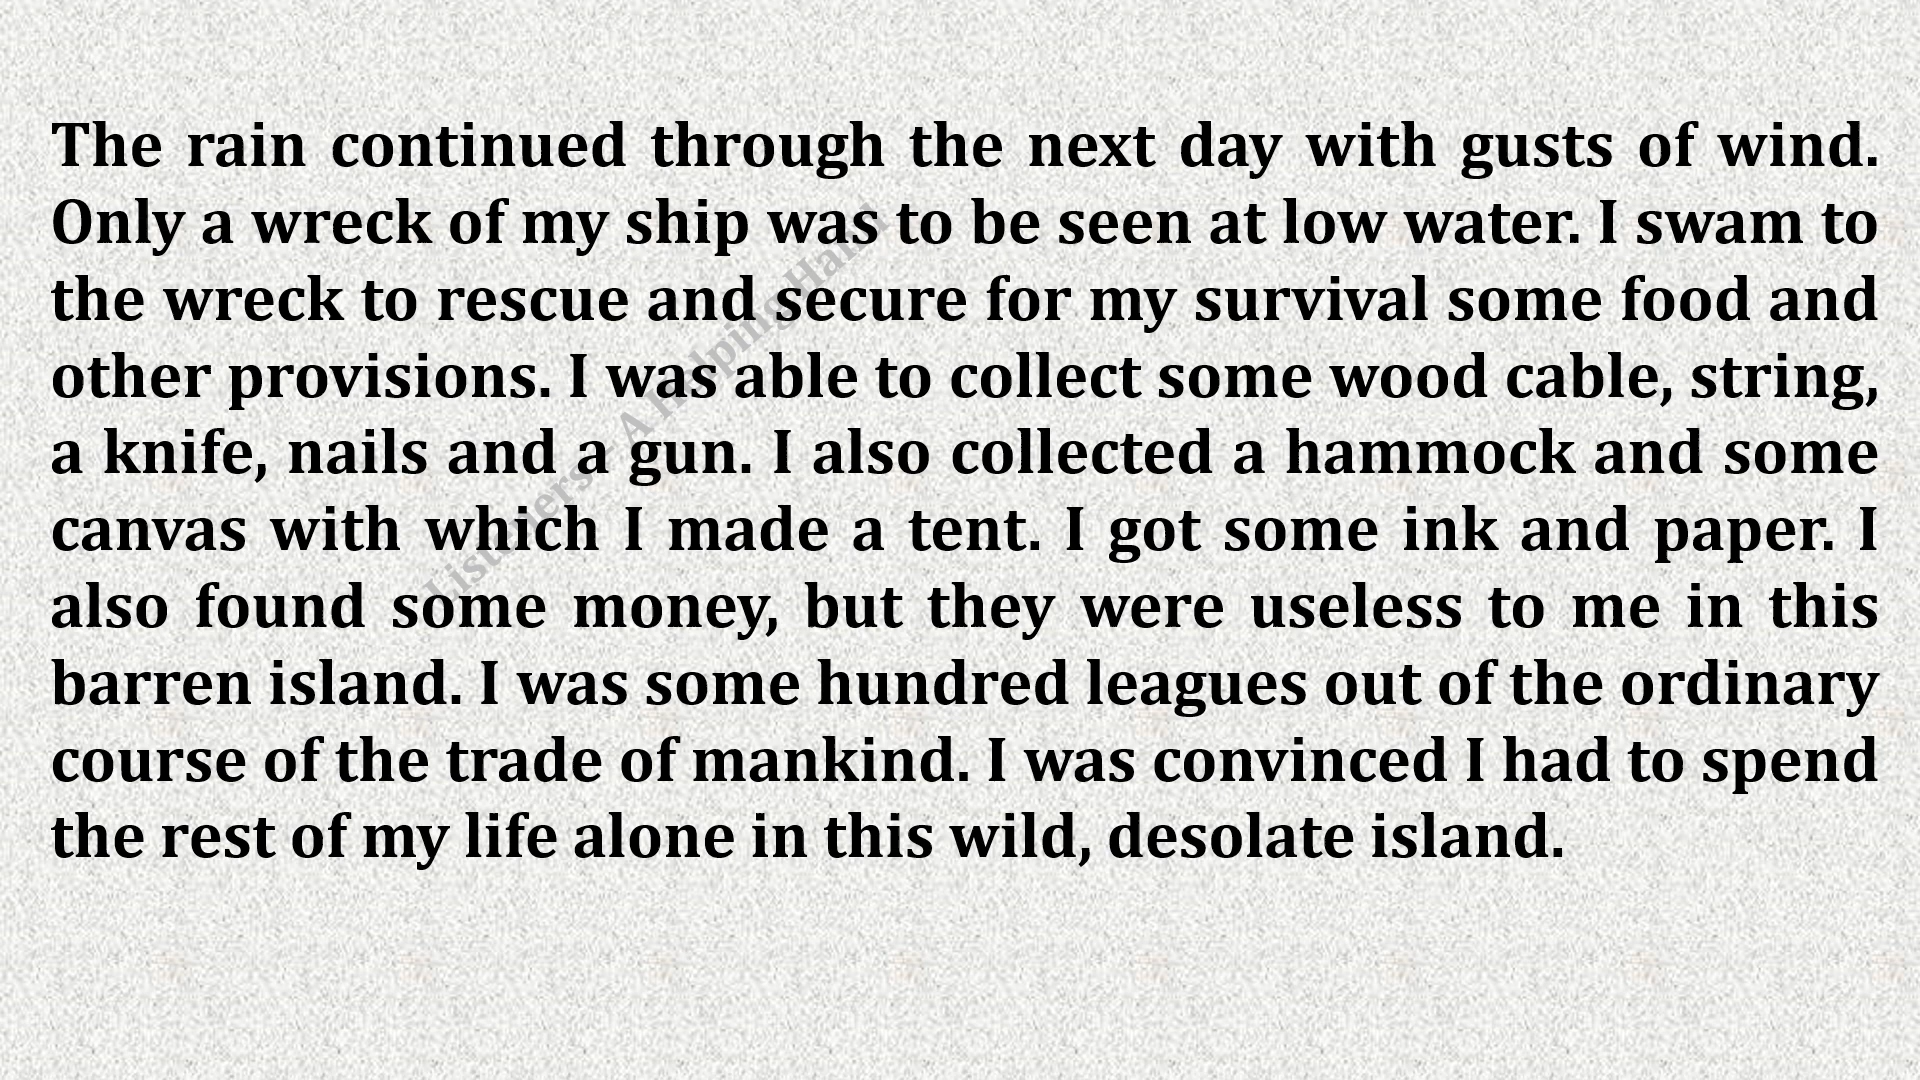 The rain continued through the next day with gusts of wind.
Only a wreck of my ship was to be seen at low water. I swam to
the wreck to rescue and secure for my survival some food and
other provisions. I was able to collect some wood cable, string,
a knife, nails and a gun. I also collected a hammock and some
canvas with which I made a tent. I got some ink and paper. I
also found some money, but they were useless to me in this
barren island. I was some hundred leagues out of the ordinary
course of the trade of mankind. I was convinced I had to spend
the rest of my life alone in this wild, desolate island.